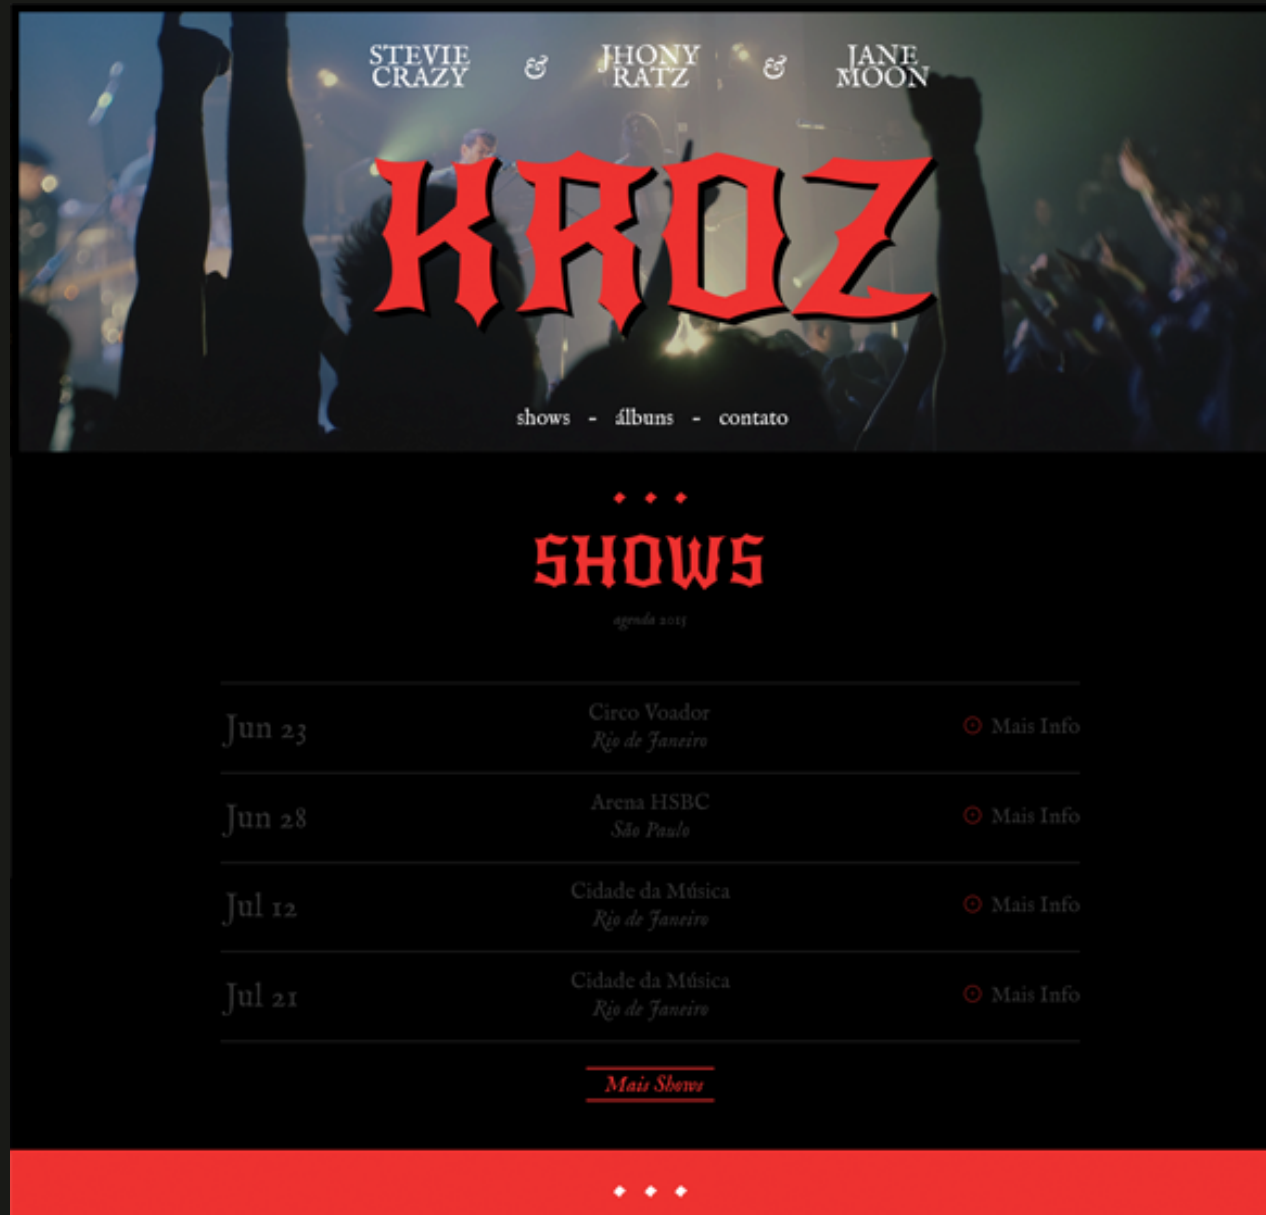 STEVIE CRAZY & JHONY RATZ & JANE MOON
KROZ
shows - álbuns - contato
SHOWS
agenda 2015
Jun 23 Circo Voador Mais Info
Rio de Janeiro
Jun 28 Arena HSBC Mais Info
São Paulo
Jul 12 Cidade da Música Mais Info
Rio de Janeiro
Jul 21 Cidade da Música Mais Info
Rio de Janeiro
Mais Shows